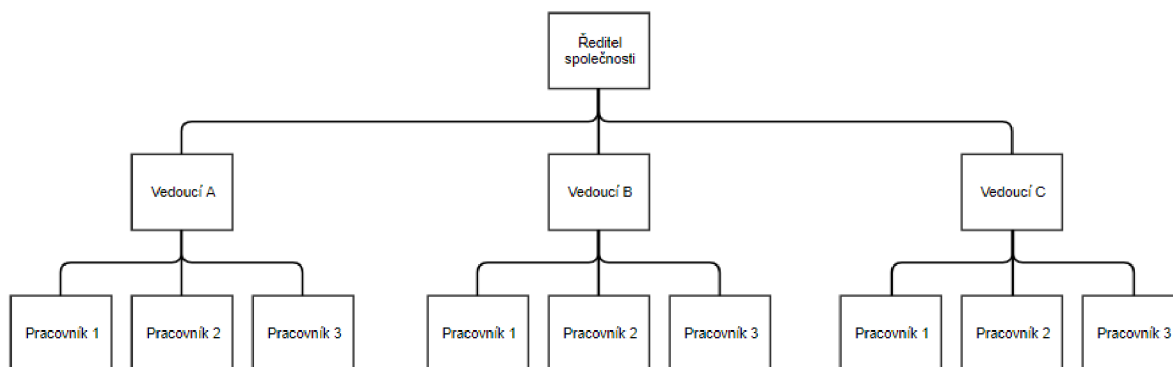 Ředitel
společnosti
Vedoucí A
Vedoucí B
Vedoucí C
Pracovník 1
Pracovník 2
Pracovník 3
Pracovník 1
Pracovník 2
Pracovník 3
Pracovník 1
Pracovník 2
Pracovník 3